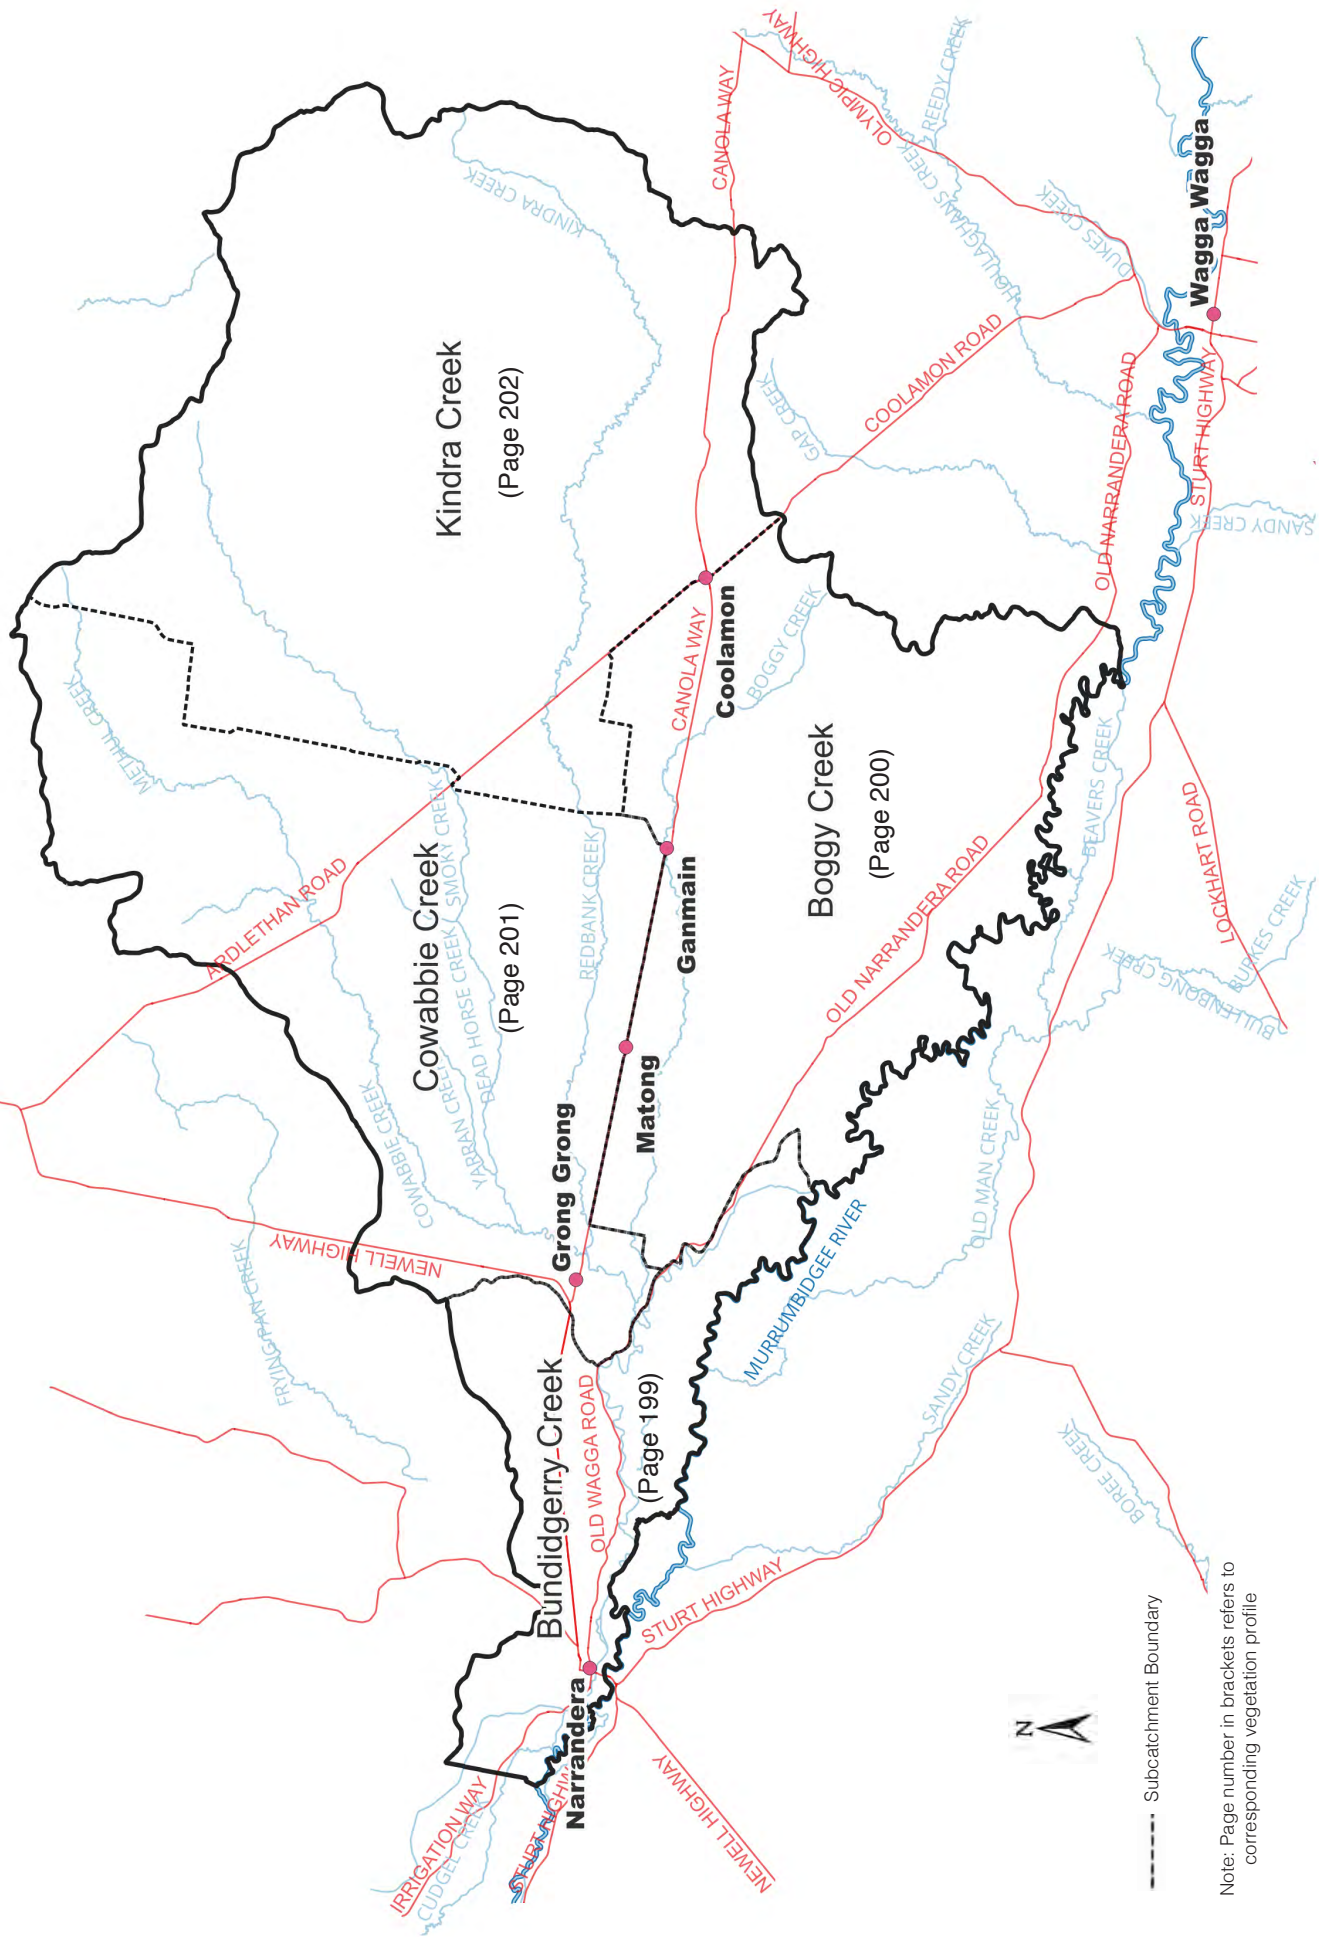 CANOLA WAY
OLYMPIC HIGHWAY
REEDY CREEK
HOULAGHANS CREEK
DUKES CREEK
Wagga Wagga
KINDRA CREEK
Kindra Creek
(Page 202)
GAP CREEK
COOLAMON ROAD
OLD NARRANDERA ROAD
STURT HIGHWAY
SANDY CREEK
METHUL CREEK
CANOLA WAY
Coolamon
BOGGY CREEK
Boggy Creek
(Page 200)
BEAVERS CREEK
LOCKHART ROAD
ARDLETHAN ROAD
Cowabbie Creek
(Page 201)
SMOKY CREEK
DEAD HORSE CREEK
REDBANK CREEK
Ganmain
OLD NARRANDERA ROAD
BURKES CREEK
BULLENBONG CREEK
COWABBIE CREEK
YARRAN CREEK
Grong Grong
Matong
OLD MAN CREEK
MURRUMBIDGEE RIVER
NEWELL HIGHWAY
FRYING PAN CREEK
Bundidgerry Creek
(Page 199)
OLD WAGGA ROAD
SANDY CREEK
BOREE CREEK
STURT HIGHWAY
Narrandera
IRRIGATION WAY
CUDGEL CREEK
NEWELL HIGHWAY
N
Subcatchment Boundary
Note: Page number in brackets refers to
corresponding vegetation profile